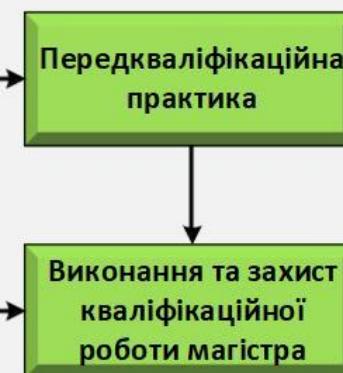 Передкваліфікаційна
практика
Виконання та захист
кваліфікаційної
роботи магістра